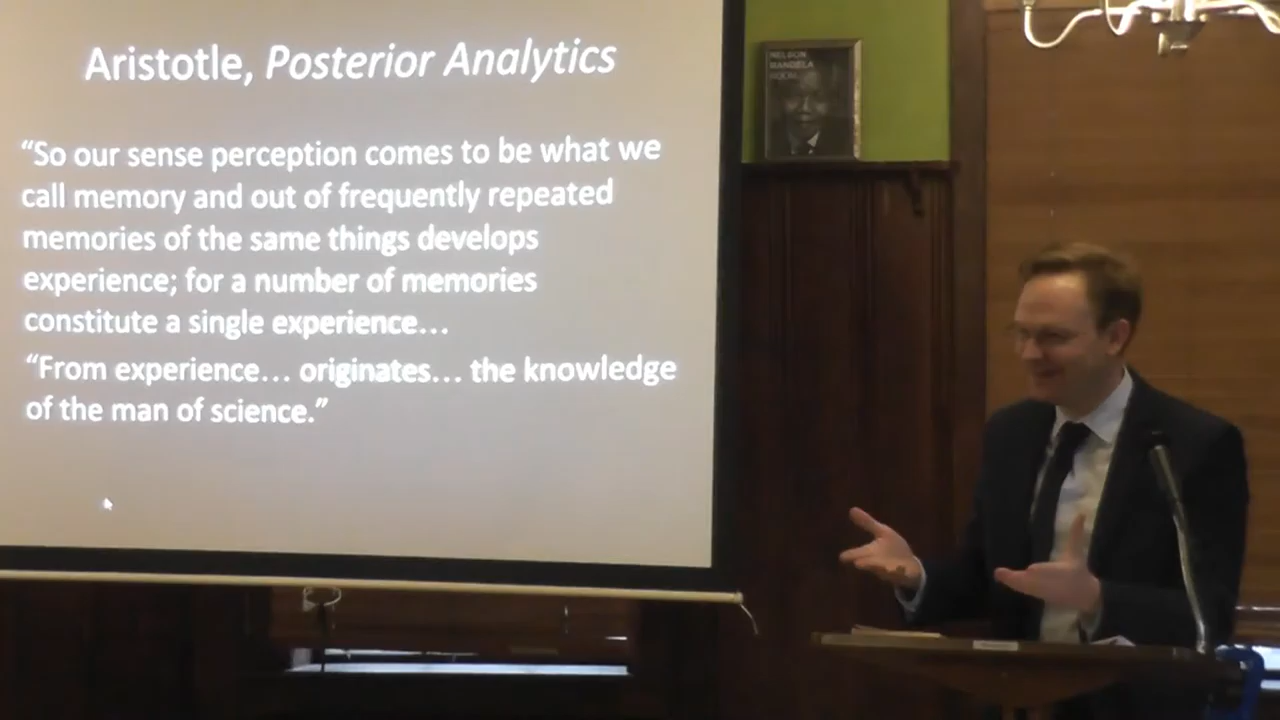 Aristotle, Posterior Analytics
“So our sense perception comes to be what we
call memory and out of frequently repeated
memories of the same things develops
experience; for a number of memories
constitute a single experience…
“From experience… originates… the knowledge
of the man of science.”
NELSON
MANDELA
ROOM